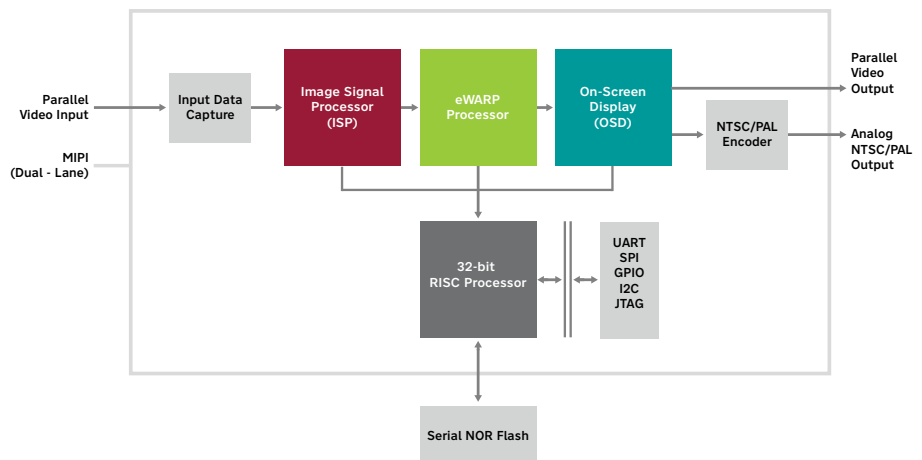 Parallel
Video Input
MIPI
(Dual - Lane)
Input Data
Capture
Image Signal
Processor
(ISP)
eWARP
Processor
On-Screen
Display
(OSD)
NTSC/PAL
Encoder
Parallel
Video
Output
Analog
NTSC/PAL
Output
32-bit
RISC Processor
UART
SPI
GPIO
I2C
JTAG
Serial NOR Flash